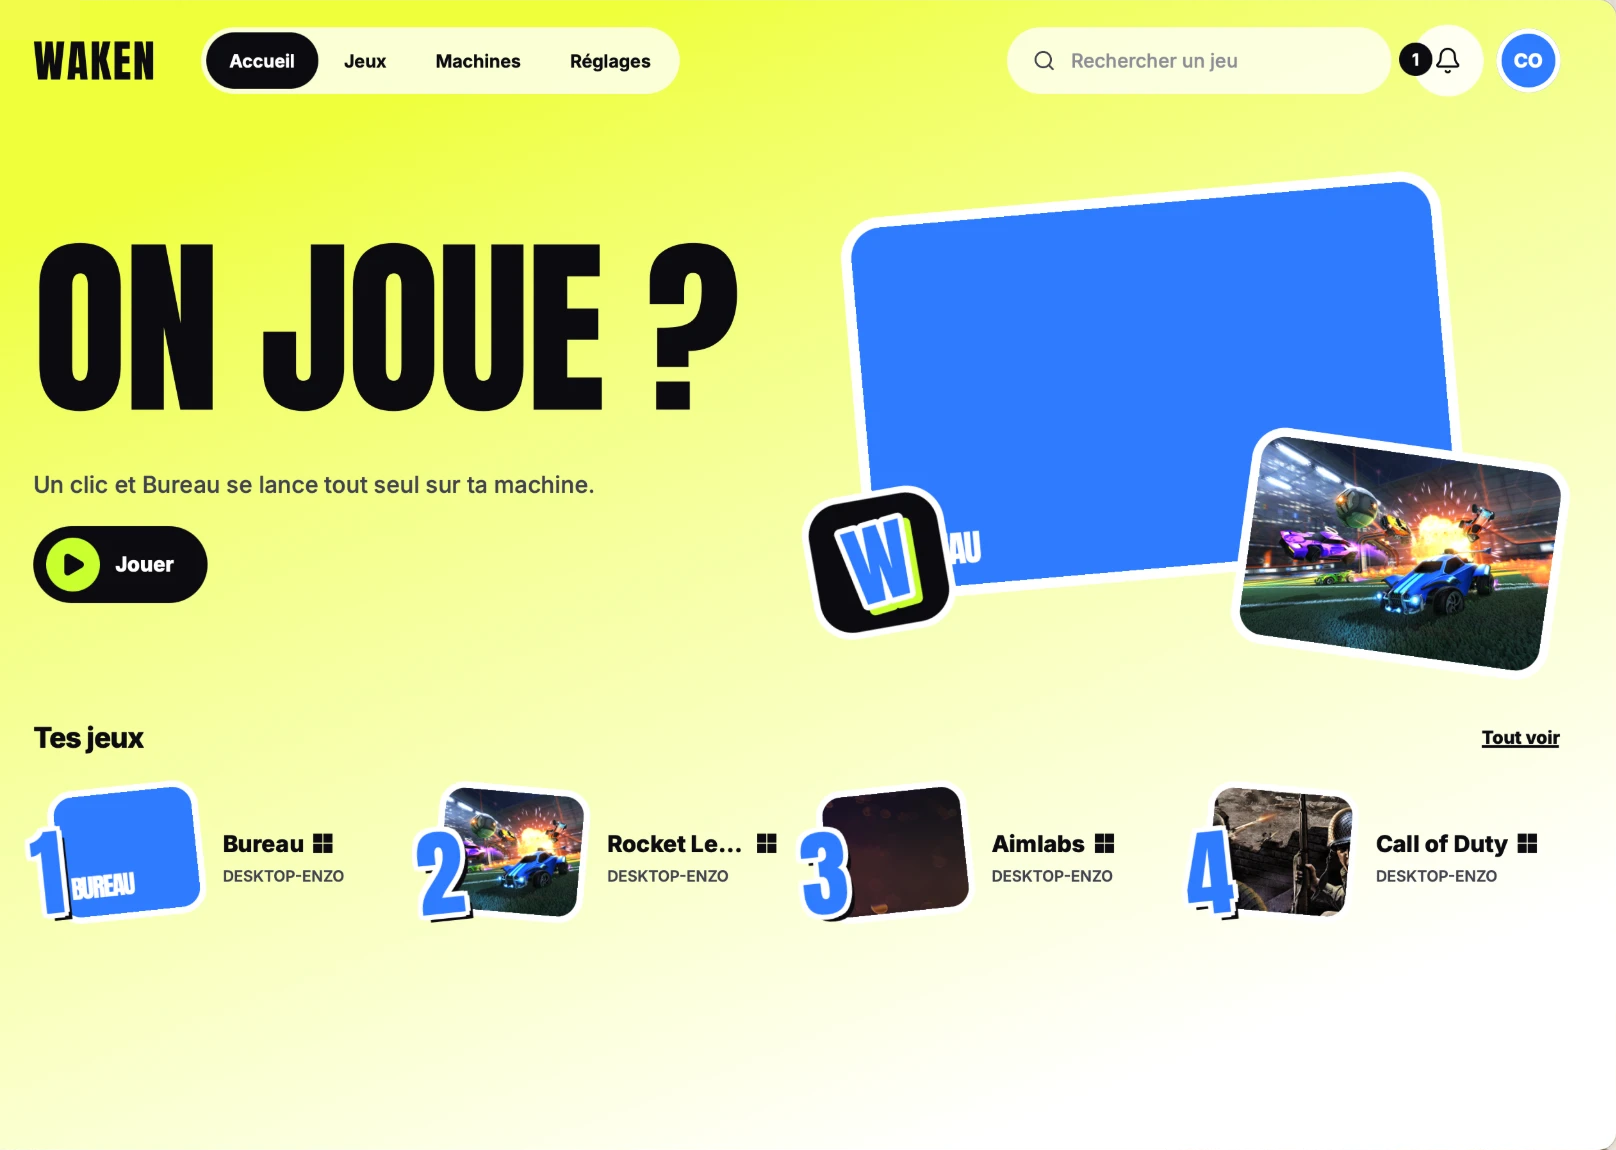 WAKEN
Accueil Jeux Machines Réglages
Rechercher un jeu
1
CO
ON JOUE ?
Un clic et Bureau se lance tout seul sur ta machine.
Jouer
W
AU
Tes jeux
Tout voir
1
BUREAU
Bureau
DESKTOP-ENZO
2
Rocket Le...
DESKTOP-ENZO
3
Aimlabs
DESKTOP-ENZO
4
Call of Duty
DESKTOP-ENZO